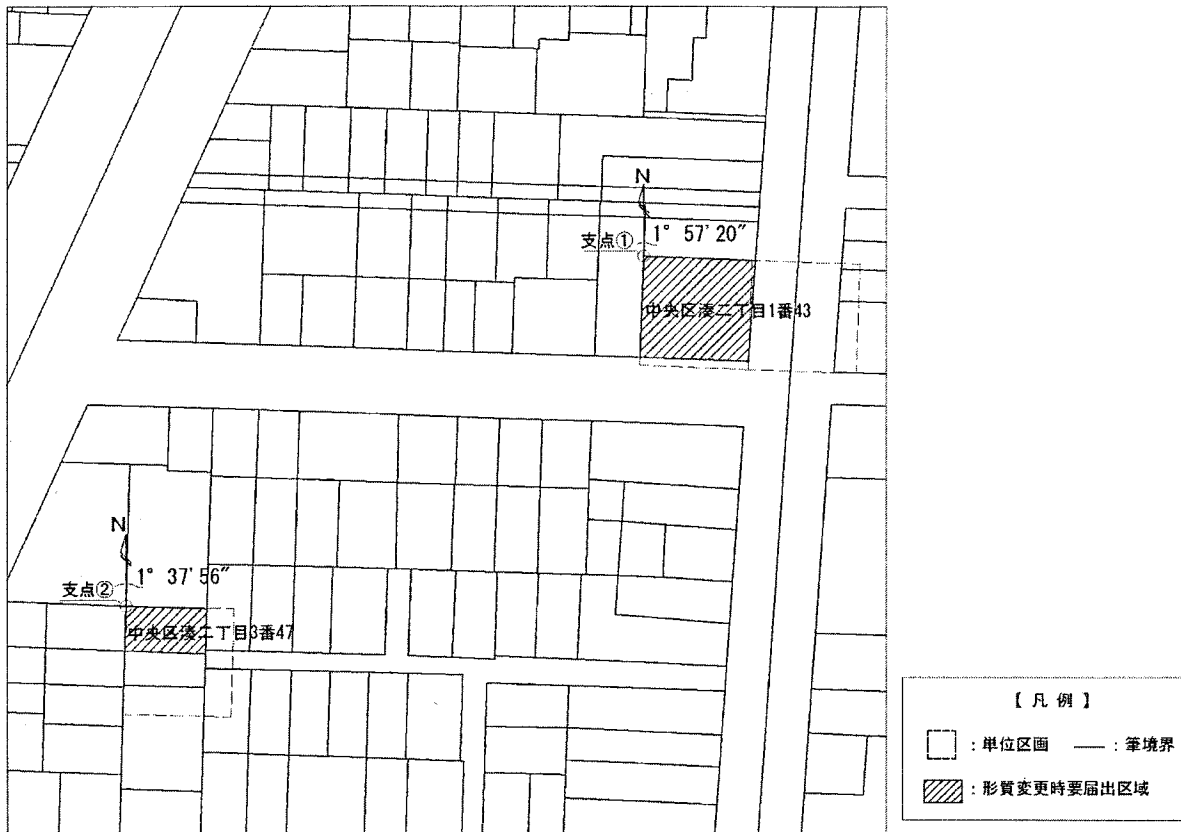 N
1° 57' 20"
支点①
中央区湊二丁目1番43
N
1° 37' 56"
支点②
中央区湊二丁目3番47
【凡例】
：単位区画 ：筆境界
：形質変更時要届出区域